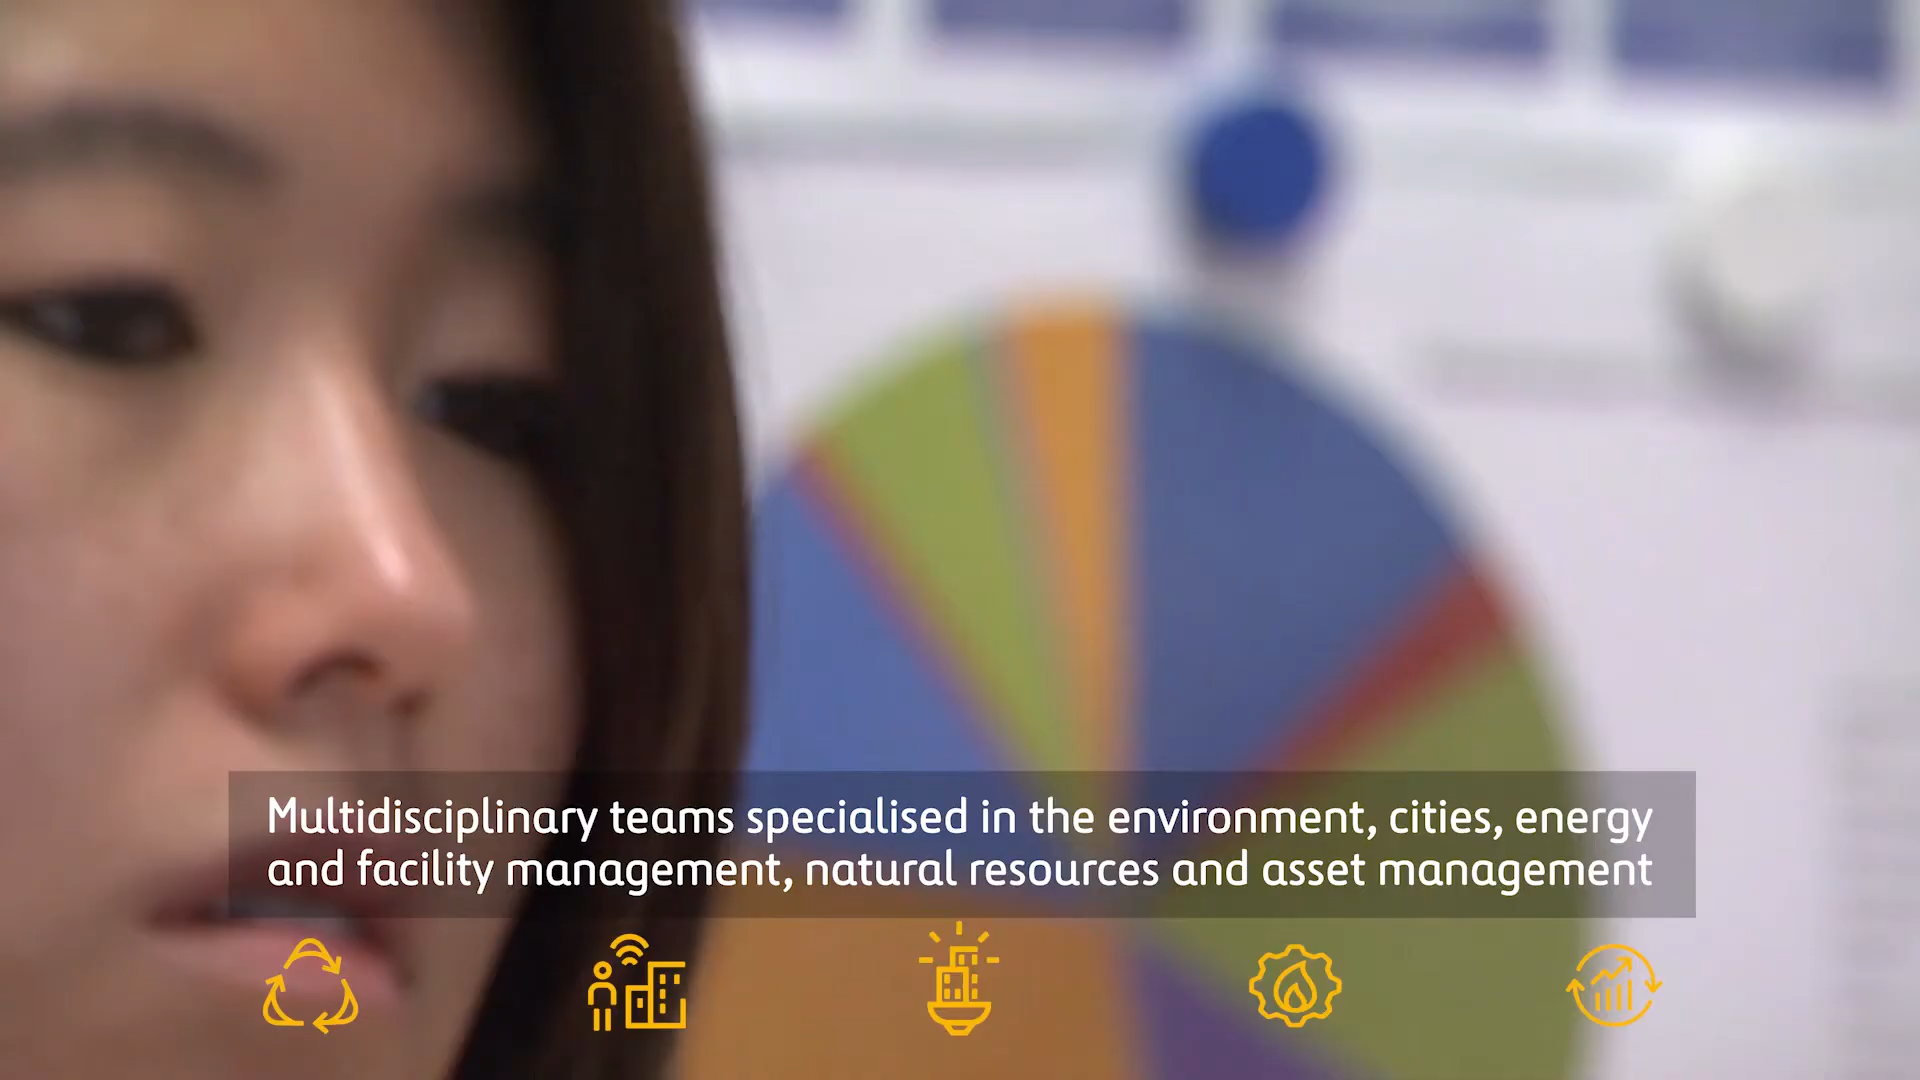 Multidisciplinary teams specialised in the environment, cities, energy
and facility management, natural resources and asset management